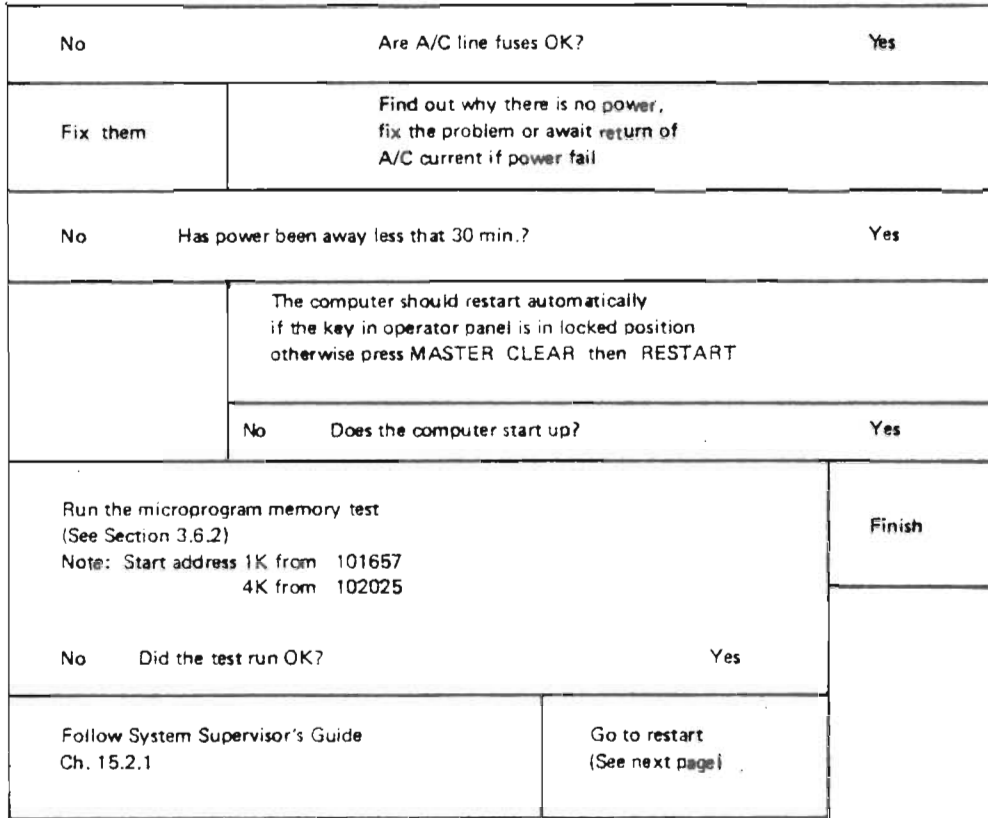 No Are A/C line fuses OK? Yes
Fix them
Find out why there is no power,
fix the problem or await return of
A/C current if power fail
No Has power been away less that 30 min.? Yes
The computer should restart automatically
if the key in operator panel is in locked position
otherwise press MASTER CLEAR then RESTART
No Does the computer start up? Yes
Run the microprogram memory test
(See Section 3.6.2)
Note: Start address 1K from 101657
4K from 102025
No Did the test run OK? Yes
Finish
Follow System Supervisor's Guide
Ch. 15.2.1
Go to restart
(See next page)